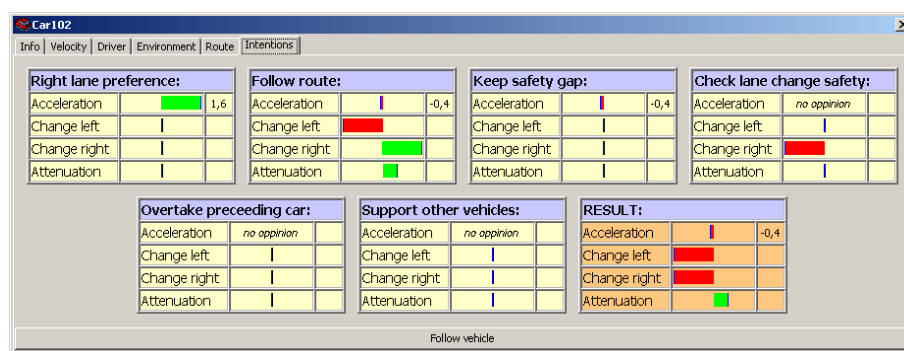 Car102
Info Velocity Driver Environment Route Intentions
Right lane preference: Follow route: Keep safety gap: Check lane change safety:
Acceleration 1,6 Acceleration -0,4 Acceleration -0,4 Acceleration no oppinion
Change left Change left Change left Change left
Change right Change right Change right Change right
Attenuation Attenuation Attenuation Attenuation
Overtake preceeding car: Support other vehicles: RESULT:
Acceleration no oppinion Acceleration no oppinion Acceleration -0,4
Change left Change left Change left
Change right Change right Change right
Attenuation Attenuation Attenuation
Follow vehicle